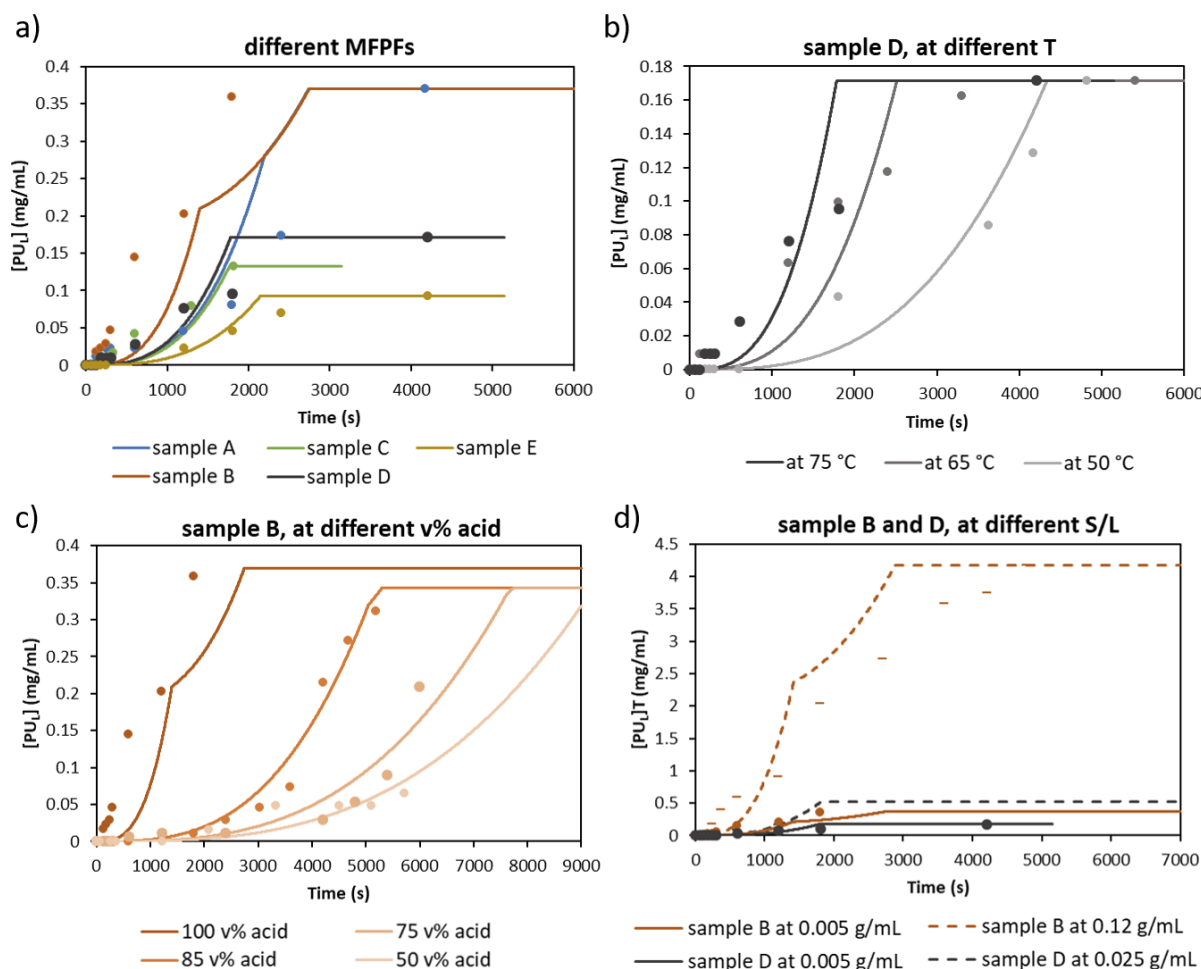 a)
different MFPFs
0.4
0.35
0.3
0.25
0.2
0.15
0.1
0.05
0
[PU_L] (mg/mL)
0 1000 2000 3000 4000 5000 6000
Time (s)
sample A sample C sample E
sample B sample D
b)
sample D, at different T
0.18
0.16
0.14
0.12
0.1
0.08
0.06
0.04
0.02
0
[PU_L] (mg/mL)
0 1000 2000 3000 4000 5000 6000
Time (s)
at 75 °C at 65 °C at 50 °C
c)
sample B, at different v% acid
0.4
0.35
0.3
0.25
0.2
0.15
0.1
0.05
0
[PU_L] (mg/mL)
0 1000 2000 3000 4000 5000 6000 7000 8000 9000
Time (s)
100 v% acid 75 v% acid
85 v% acid 50 v% acid
d)
sample B and D, at different S/L
4.5
4
3.5
3
2.5
2
1.5
1
0.5
0
[PU_L]T (mg/mL)
0 1000 2000 3000 4000 5000 6000 7000
Time (s)
sample B at 0.005 g/mL sample B at 0.12 g/mL
sample D at 0.005 g/mL sample D at 0.025 g/mL